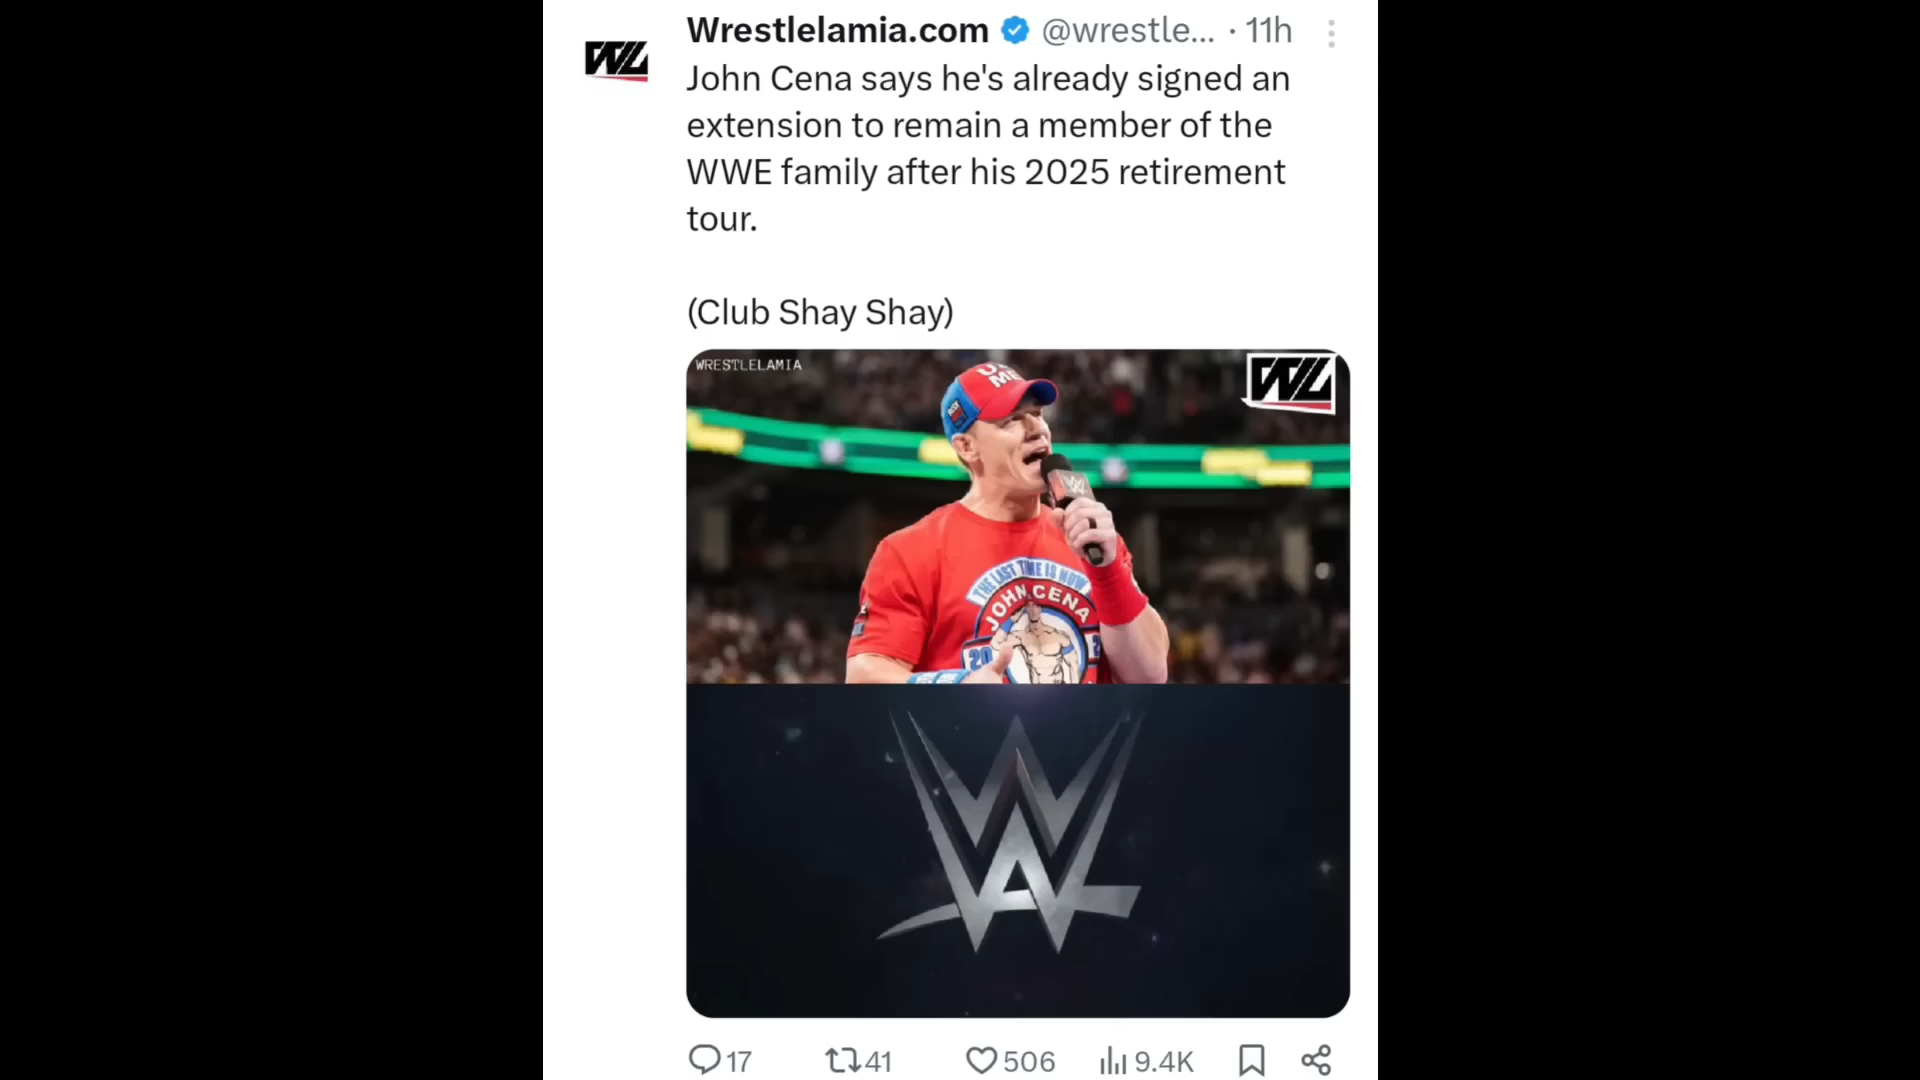 Wrestlelamia.com @wrestle... · 11h
John Cena says he's already signed an
extension to remain a member of the
WWE family after his 2025 retirement
tour.
(Club Shay Shay)
WRESTLELAMIA
WL
THE LAST TIME IS NOW
JOHN CENA
20
17 41 506 9.4K